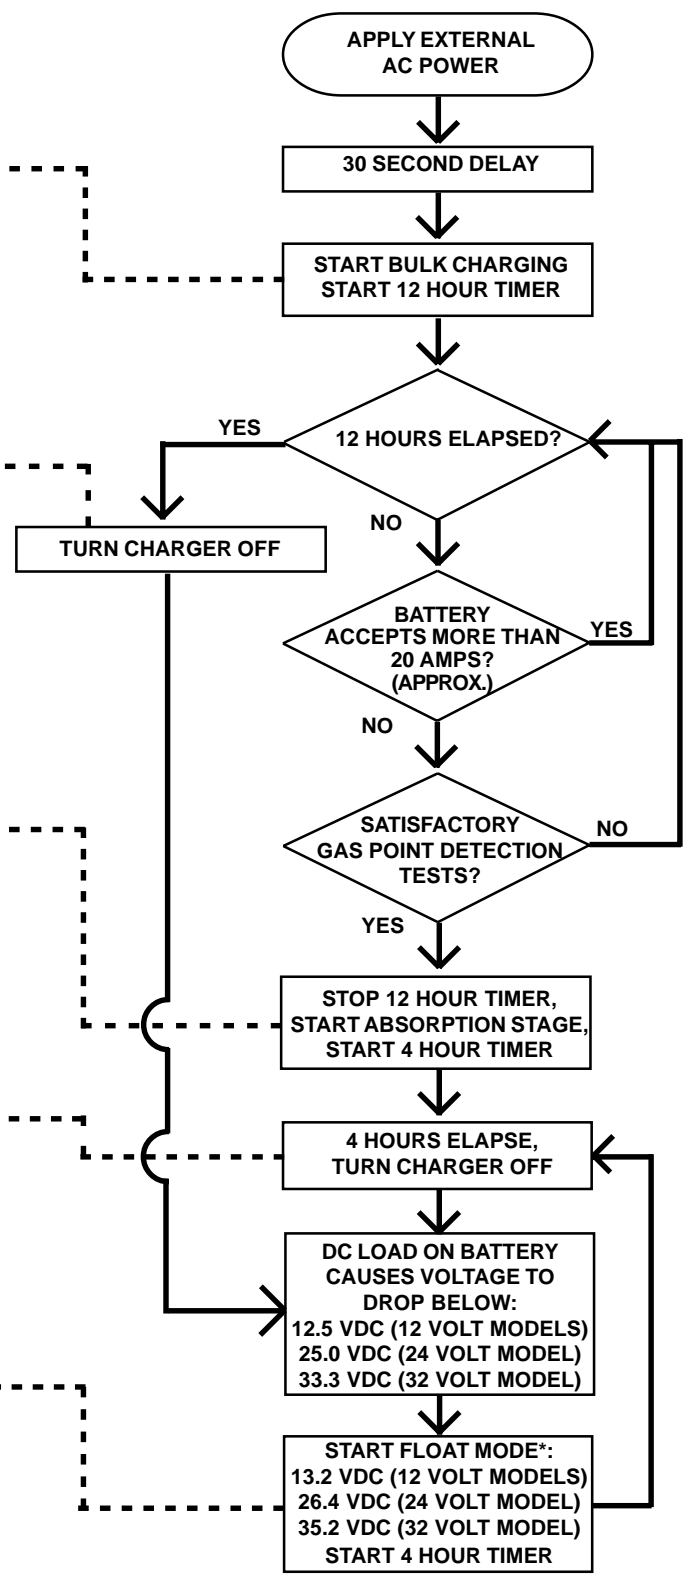 APPLY EXTERNAL
AC POWER
30 SECOND DELAY
START BULK CHARGING
START 12 HOUR TIMER
YES
12 HOURS ELAPSED?
NO
TURN CHARGER OFF
BATTERY
ACCEPTS MORE THAN
20 AMPS?
(APPROX.)
YES
NO
SATISFACTORY
GAS POINT DETECTION
TESTS?
NO
YES
STOP 12 HOUR TIMER,
START ABSORPTION STAGE,
START 4 HOUR TIMER
4 HOURS ELAPSE,
TURN CHARGER OFF
DC LOAD ON BATTERY
CAUSES VOLTAGE TO
DROP BELOW:
12.5 VDC (12 VOLT MODELS)
25.0 VDC (24 VOLT MODEL)
33.3 VDC (32 VOLT MODEL)
START FLOAT MODE*:
13.2 VDC (12 VOLT MODELS)
26.4 VDC (24 VOLT MODEL)
35.2 VDC (32 VOLT MODEL)
START 4 HOUR TIMER